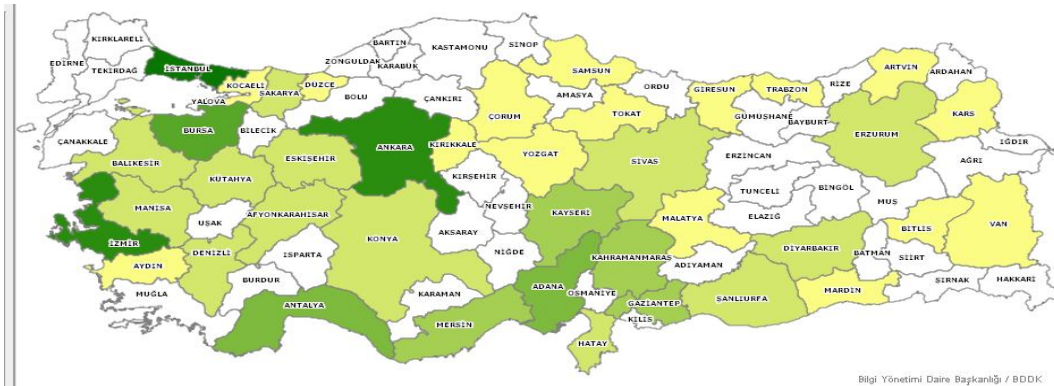 KIRKLARELİ
EDİRNE
TEKİRDAĞ
İSTANBUL
KOCAELİ
YALOVA
SAKARYA
DÜZCE
ZONGULDAK
BARTIN
KARABÜK
KASTAMONU
SİNOP
BOLU
ÇANKIRI
ÇORUM
SAMSUN
AMASYA
TOKAT
ORDU
GİRESUN
TRABZON
GÜMÜŞHANE
BAYBURT
RİZE
ARTVİN
ARDAHAN
KARS
IĞDIR
AĞRI
ERZURUM
ERZİNCAN
ÇANAKKALE
BALIKESİR
BURSA
BİLECİK
ESKİŞEHİR
KÜTAHYA
ANKARA
KIRIKKALE
KIRŞEHİR
YOZGAT
SİVAS
NEVŞEHİR
KAYSERİ
MALATYA
TUNCELİ
ELAZIĞ
BİNGÖL
MUŞ
BİTLİS
VAN
MANİSA
İZMİR
UŞAK
AFYONKARAHİSAR
KONYA
AKSARAY
NİĞDE
AYDIN
DENİZLİ
MUĞLA
BURDUR
ISPARTA
ANTALYA
KARAMAN
MERSİN
ADANA
OSMANİYE
KAHRAMANMARAŞ
ADIYAMAN
GAZİANTEP
KİLİS
HATAY
ŞANLIURFA
DİYARBAKIR
MARDİN
BATMAN
SİİRT
ŞIRNAK
HAKKARİ
Bilgi Yönetimi Daire Başkanlığı / BDDK